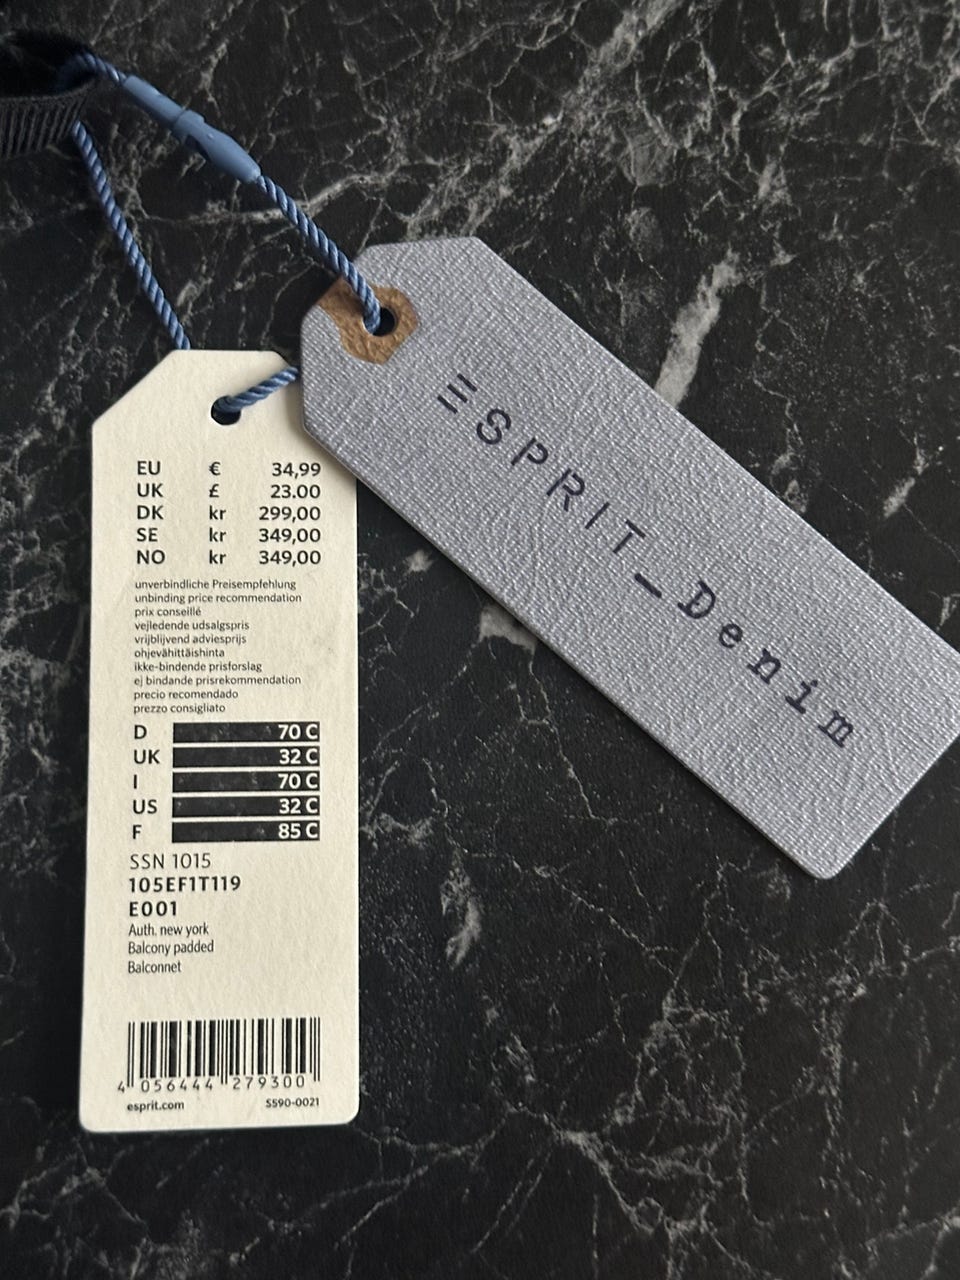 EU € 34,99
UK £ 23.00
DK kr 299,00
SE kr 349,00
NO kr 349,00
unverbindliche Preisempfehlung
unbinding price recommendation
prix conseillé
vejledende udsalgspris
vrijblijvend adviesprijs
ohjevähittäishinta
ikke-bindende prisforslag
ej bindande prisrekommendation
precio recomendado
prezzo consigliato
D 70 C
UK 32 C
I 70 C
US 32 C
F 85 C
SSN 1015
105EF1T119
E001
Auth. new york
Balcony padded
Balconnet
4 056444 279300
esprit.com S590-0021
ESPRIT_Denim